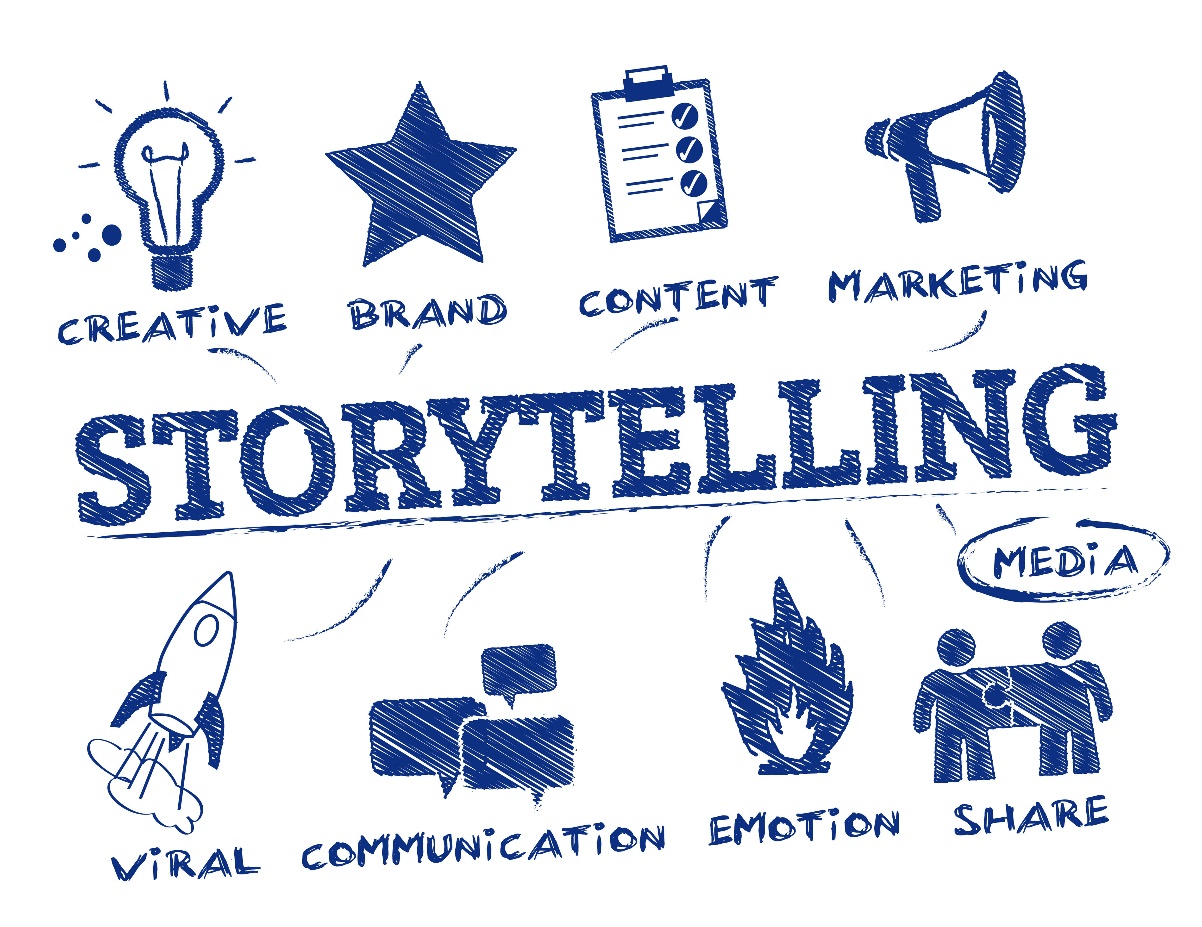 CREATiVE
BRAND
CONTENT
MARKETiNG
STORYTELLING
MEDiA
ViRAL
COMMUNiCATiON
EMOTiON
SHARE